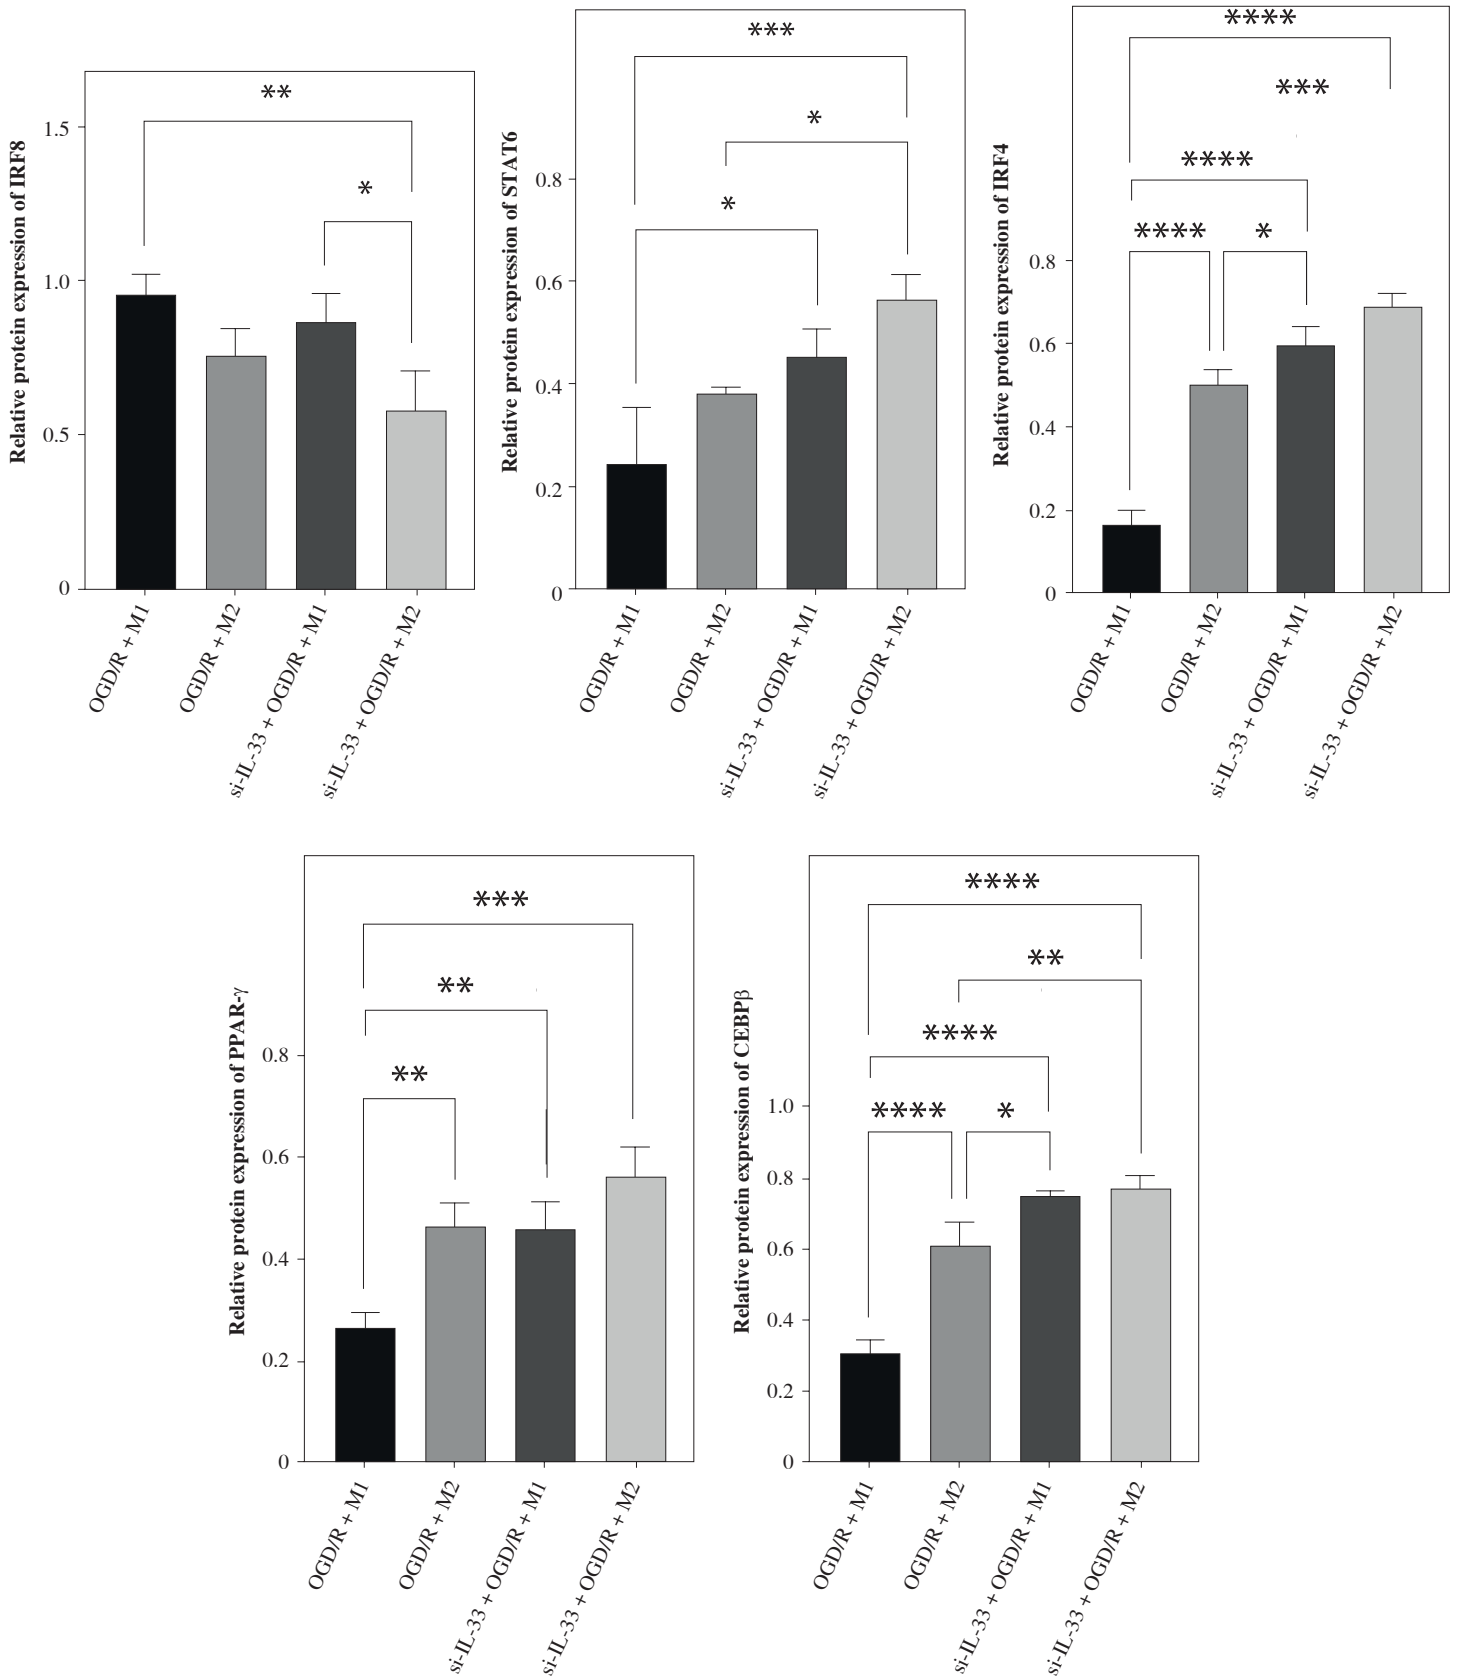 Relative protein expression of IRF8
1.5
1.0
0.5
0
**
*
OGD/R + M1
OGD/R + M2
si-IL-33 + OGD/R + M1
si-IL-33 + OGD/R + M2
Relative protein expression of STAT6
0.8
0.6
0.4
0.2
0
***
*
*
OGD/R + M1
OGD/R + M2
si-IL-33 + OGD/R + M1
si-IL-33 + OGD/R + M2
Relative protein expression of IRF4
0.8
0.6
0.4
0.2
0
****
***
****
**** *
OGD/R + M1
OGD/R + M2
si-IL-33 + OGD/R + M1
si-IL-33 + OGD/R + M2
Relative protein expression of PPAR-γ
0.8
0.6
0.4
0.2
0
***
**
**
OGD/R + M1
OGD/R + M2
si-IL-33 + OGD/R + M1
si-IL-33 + OGD/R + M2
Relative protein expression of CEBPβ
1.0
0.8
0.6
0.4
0.2
0
****
**
****
**** *
OGD/R + M1
OGD/R + M2
si-IL-33 + OGD/R + M1
si-IL-33 + OGD/R + M2